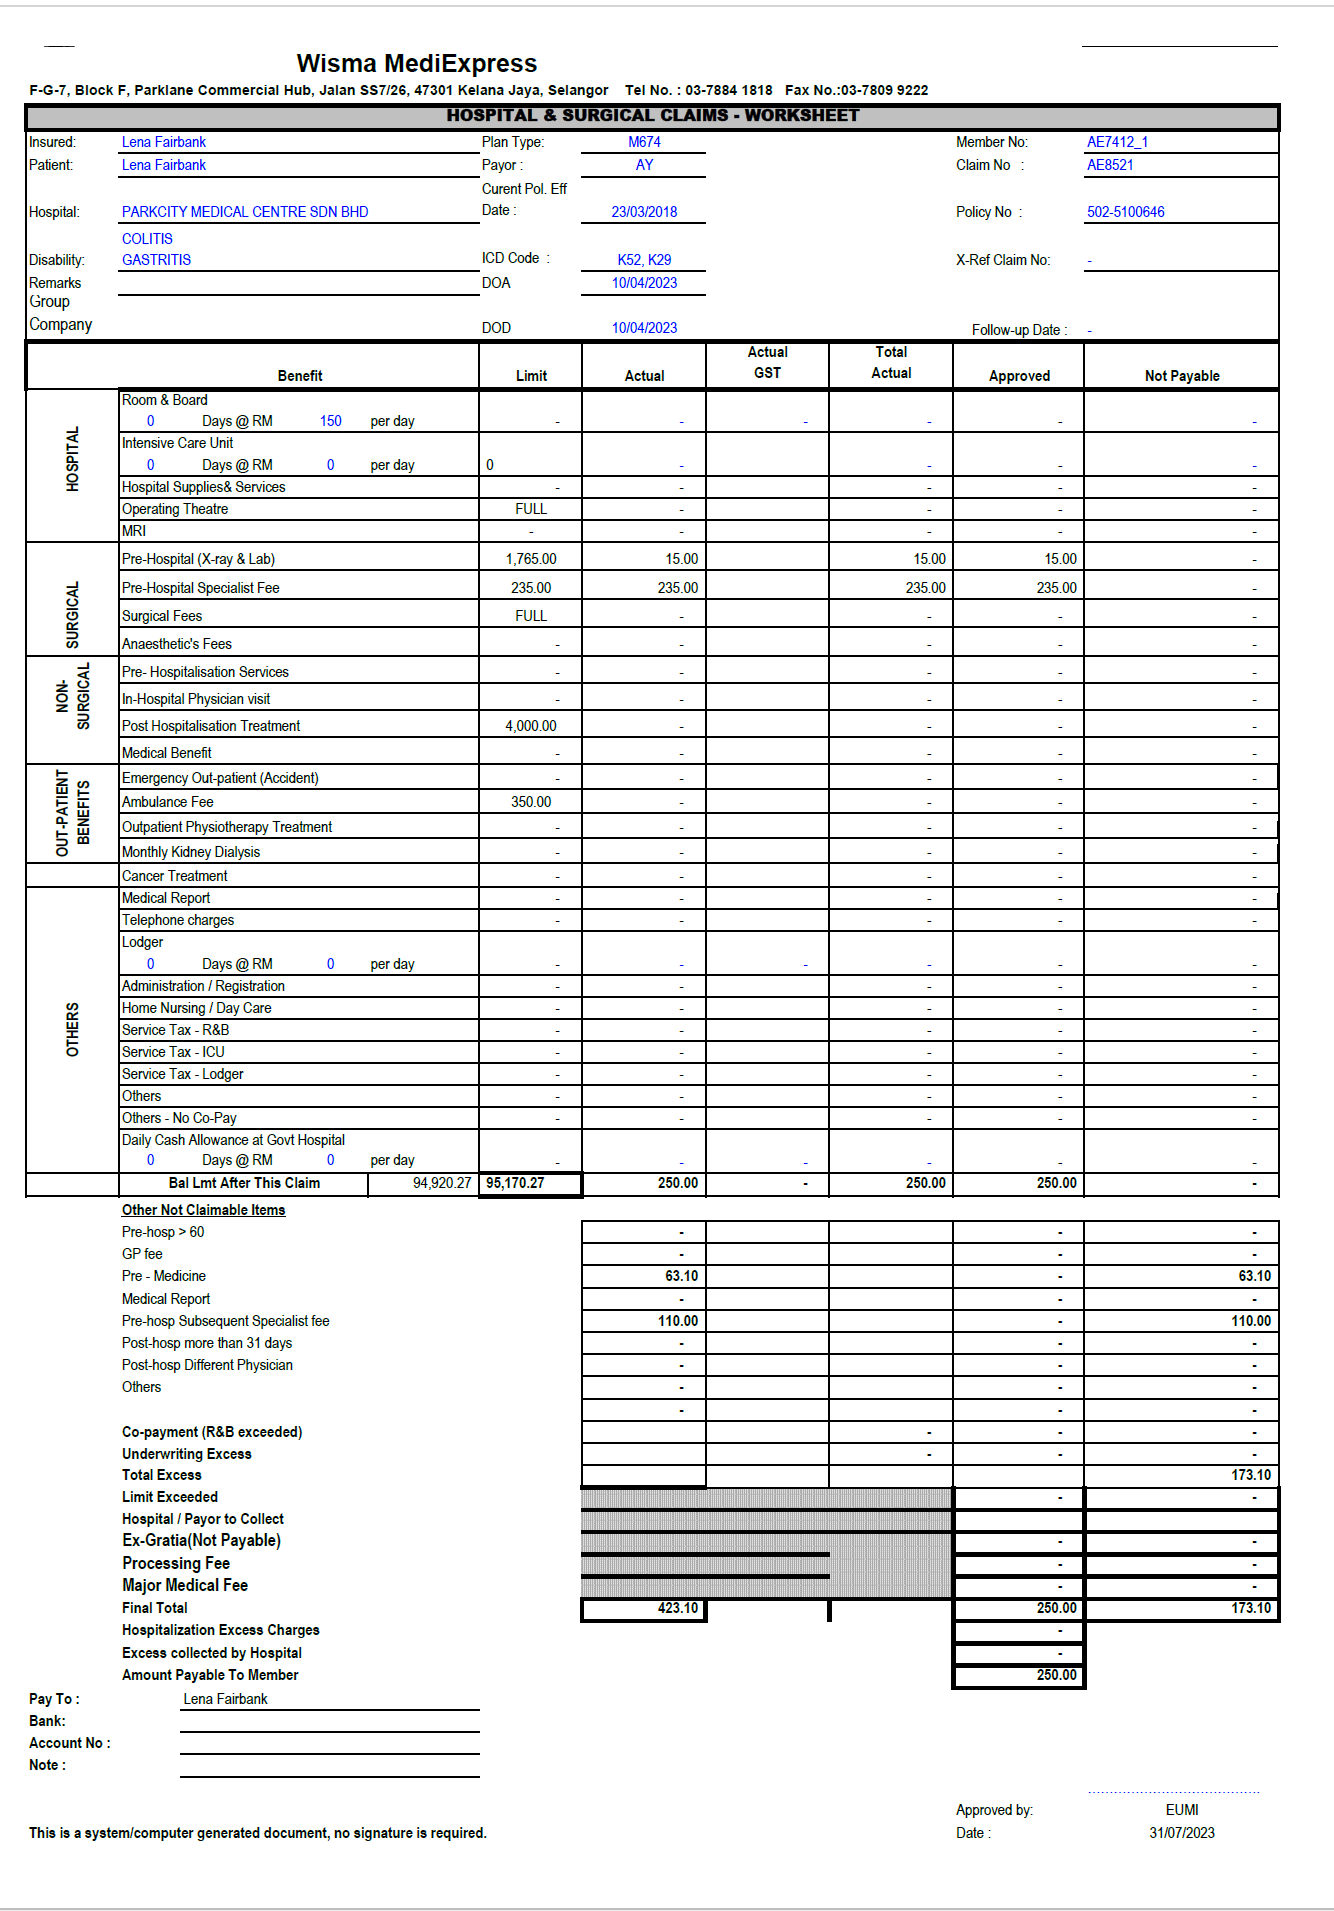 Wisma MediExpress
F-G-7, Block F, Parklane Commercial Hub, Jalan SS7/26, 47301 Kelana Jaya, Selangor Tel No. : 03-7884 1818 Fax No.:03-7809 9222
HOSPITAL & SURGICAL CLAIMS - WORKSHEET
Insured: Lena Fairbank Plan Type: M674 Member No: AE7412_1
Patient: Lena Fairbank Payor : AY Claim No : AE8521
Curent Pol. Eff
Hospital: PARKCITY MEDICAL CENTRE SDN BHD Date : 23/03/2018 Policy No : 502-5100646
COLITIS
Disability: GASTRITIS ICD Code : K52, K29 X-Ref Claim No: -
Remarks DOA 10/04/2023
Group
Company DOD 10/04/2023 Follow-up Date : -
Actual Total
Benefit Limit Actual GST Actual Approved Not Payable
HOSPITAL
Room & Board
0 Days @ RM 150 per day - - - - - -
Intensive Care Unit
0 Days @ RM 0 per day 0 - - - -
Hospital Supplies& Services - - - - -
Operating Theatre FULL - - - -
MRI - - - - -
SURGICAL
Pre-Hospital (X-ray & Lab) 1,765.00 15.00 15.00 15.00 -
Pre-Hospital Specialist Fee 235.00 235.00 235.00 235.00 -
Surgical Fees FULL - - - -
Anaesthetic's Fees - - - - -
NON-
SURGICAL
Pre- Hospitalisation Services - - - - -
In-Hospital Physician visit - - - - -
Post Hospitalisation Treatment 4,000.00 - - - -
Medical Benefit - - - - -
OUT-PATIENT
BENEFITS
Emergency Out-patient (Accident) - - - - -
Ambulance Fee 350.00 - - - -
Outpatient Physiotherapy Treatment - - - - -
Monthly Kidney Dialysis - - - - -
Cancer Treatment - - - - -
OTHERS
Medical Report - - - - -
Telephone charges - - - - -
Lodger
0 Days @ RM 0 per day - - - - - -
Administration / Registration - - - - -
Home Nursing / Day Care - - - - -
Service Tax - R&B - - - - -
Service Tax - ICU - - - - -
Service Tax - Lodger - - - - -
Others - - - - -
Others - No Co-Pay - - - - -
Daily Cash Allowance at Govt Hospital
0 Days @ RM 0 per day - - - - - -
Bal Lmt After This Claim 94,920.27 95,170.27 250.00 - 250.00 250.00 -
Other Not Claimable Items
Pre-hosp > 60 - - -
GP fee - - -
Pre - Medicine 63.10 - 63.10
Medical Report - - -
Pre-hosp Subsequent Specialist fee 110.00 - 110.00
Post-hosp more than 31 days - - -
Post-hosp Different Physician - - -
Others - - -
- - -
Co-payment (R&B exceeded) - - -
Underwriting Excess - - -
Total Excess 173.10
Limit Exceeded - -
Hospital / Payor to Collect
Ex-Gratia(Not Payable) - -
Processing Fee - -
Major Medical Fee - -
Final Total 423.10 250.00 173.10
Hospitalization Excess Charges -
Excess collected by Hospital -
Amount Payable To Member 250.00
Pay To : Lena Fairbank
Bank:
Account No :
Note :
Approved by: EUMI
This is a system/computer generated document, no signature is required. Date : 31/07/2023